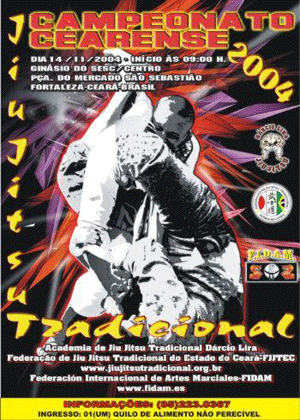 CAMPEONATO
CEARENSE
2004
DIA 14 /11/2004 - INÍCIO ÀS 09:00 H.
GINÁSIO DO SESC/CENTRO
PÇA. DO MERCADO SÃO SEBASTIÃO
FORTALEZA-CEARÁ-BRASIL
Jiu Jitsu
Tradicional
DÁRCIO LIRA
JIUJITSU
F.I.D.A.M.
Academia de Jiu Jitsu Tradicional Dárcio Lira
Federação de Jiu Jitsu Tradicional do Estado do Ceará-FJJTEC
www.jiujitsutradicional.org.br
Federación Internacional de Artes Marciales-FIDAM
www.fidam.es
INFORMAÇÕES: (85)223.0367
INGRESSO: 01(UM) QUILO DE ALIMENTO NÃO PERECÍVEL